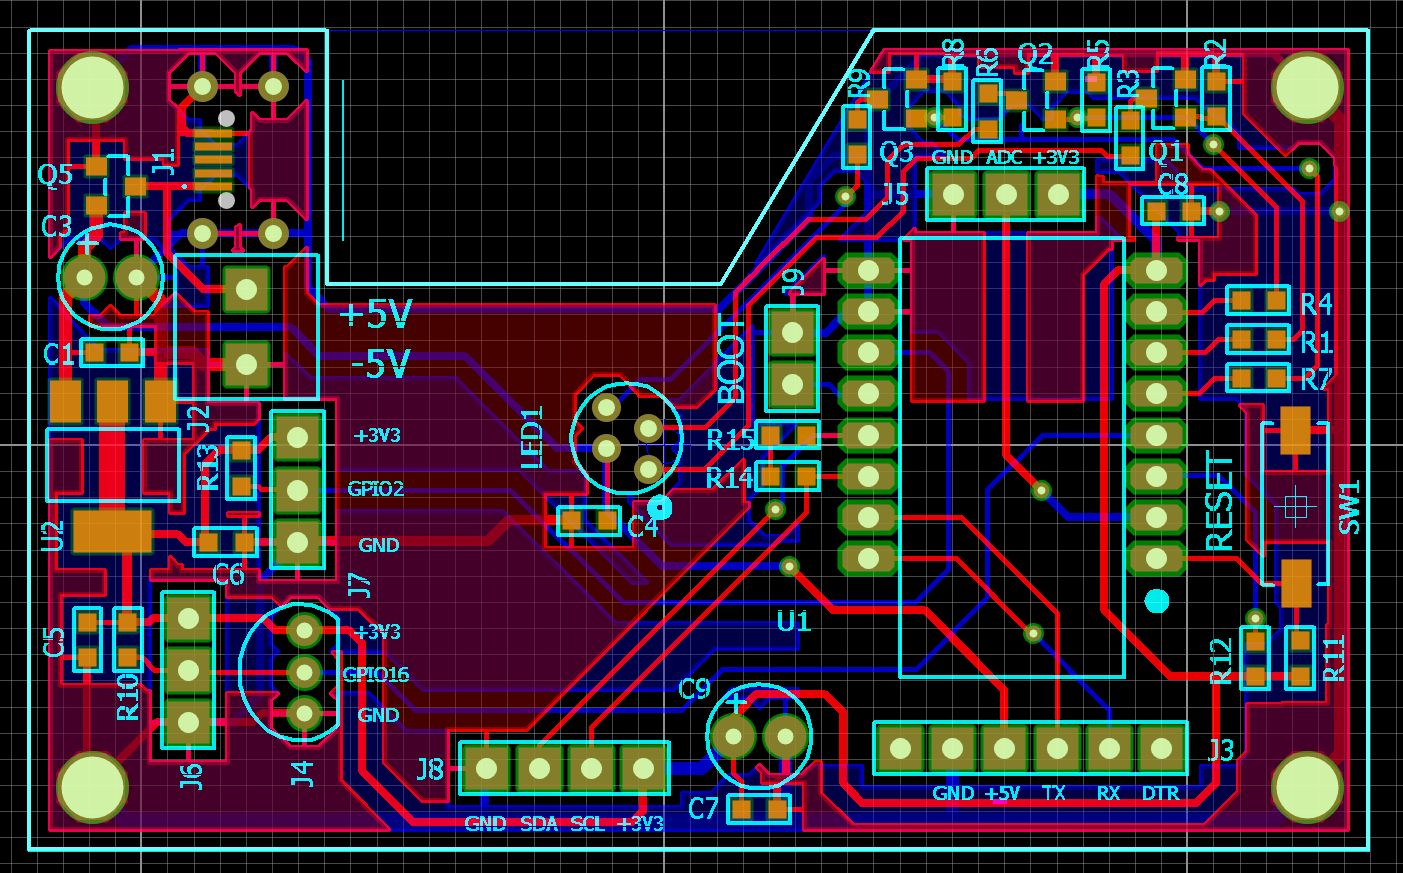 R9
R8
R6
Q2
R5
R3
R2
J1
Q5
Q3
GND ADC +3V3
Q1
C8
J5
C3
+
J9
+5V
R4
C1
-5V
BOOT
R1
R7
J2
LED1
+3V3
R15
R13
R14
GPIO2
RESET
SW1
U2
C4
GND
C6
J7
U1
C5
+3V3
R10
GPIO16
R12
R11
GND
C9
+
J6
J4
J8
J3
GND +5V TX RX DTR
C7
GND SDA SCL +3V3